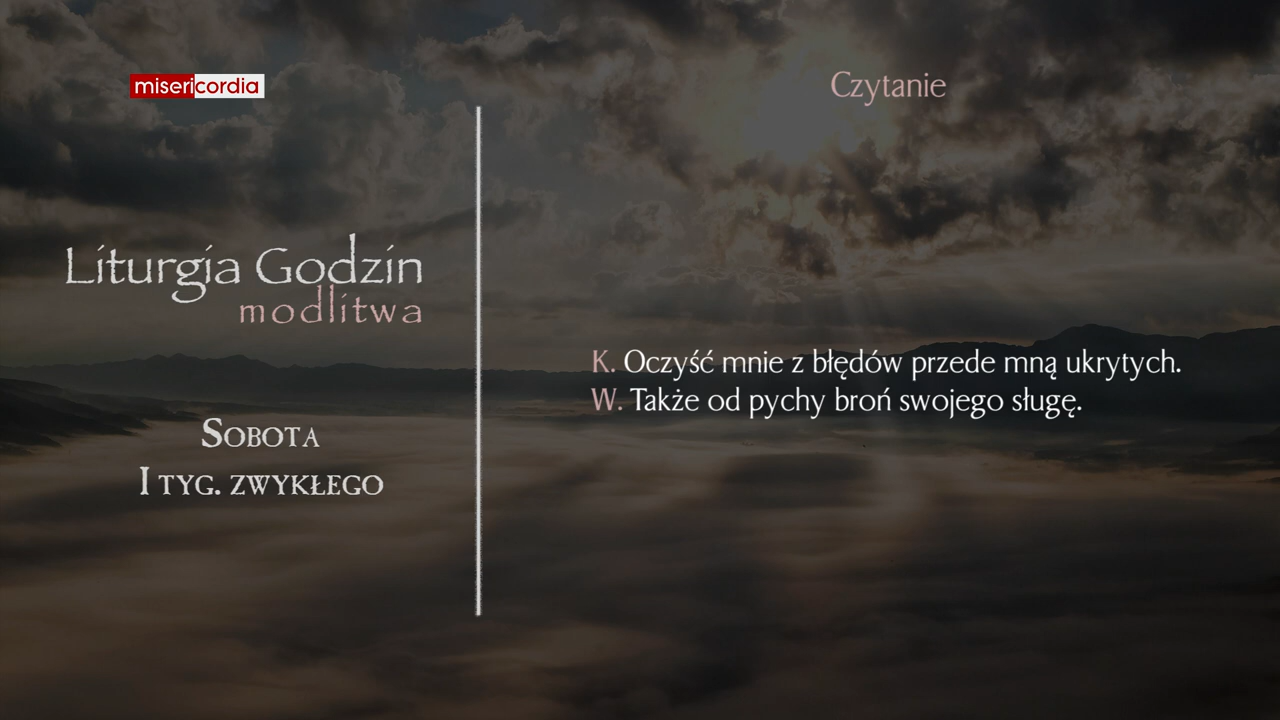 misericordia
Czytanie
Liturgia Godzin
modlitwa
K. Oczyść mnie z błędów przede mną ukrytych.
W. Także od pychy broń swojego sługę.
Sobota
I tyg. zwykłego